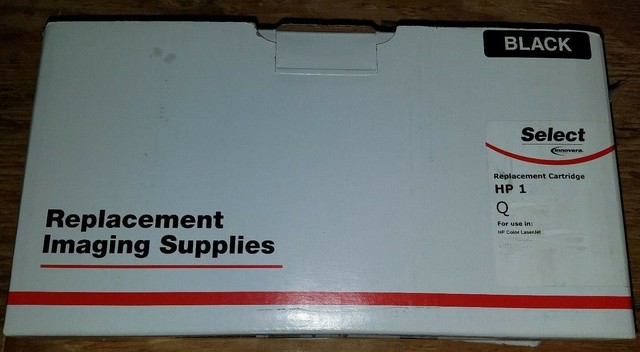 BLACK
Select
innovera
Replacement Cartridge
HP 1
Q
For use in:
HP Color LaserJet
Replacement
Imaging Supplies